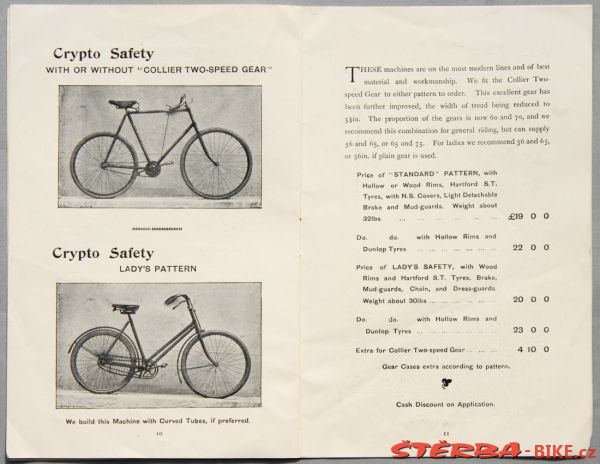 Crypto Safety
WITH OR WITHOUT "COLLIER TWO-SPEED GEAR"
Crypto Safety
LADY'S PATTERN
We build this Machine with Curved Tubes, if preferred.
10
THESE machines are on the most modern lines and of best
material and workmanship. We fit the Collier Two-
speed Gear to either pattern to order. This excellent gear has
been further improved, the width of tread being reduced to
5½in. The proportion of the gears is now 60 and 70, and we
recommend this combination for general riding, but can supply
56 and 65, or 65 and 75. For ladies we recommend 56 and 65,
or 56in. if plain gear is used.
Price of "STANDARD" PATTERN, with
Hollow or Wood Rims, Hartford S.T.
Tyres, with N.S. Covers, Light Detachable
Brake and Mud-guards. Weight about
32lbs. ... ... ... ... ... ... £19 0 0
Do. do. with Hollow Rims and
Dunlop Tyres ... ... ... ... ... ... 22 0 0
Price of LADY'S SAFETY, with Wood
Rims and Hartford S.T. Tyres, Brake,
Mud-guards, Chain, and Dress-guards.
Weight about 30lbs ... ... ... ... ... 20 0 0
Do. do. with Hollow Rims and
Dunlop Tyres ... ... ... ... ... ... 23 0 0
Extra for Collier Two-speed Gear ... ... ... 4 10 0
Gear Cases extra according to pattern.
Cash Discount on Application.
11
ŠTĔRBA-BIKE.cz